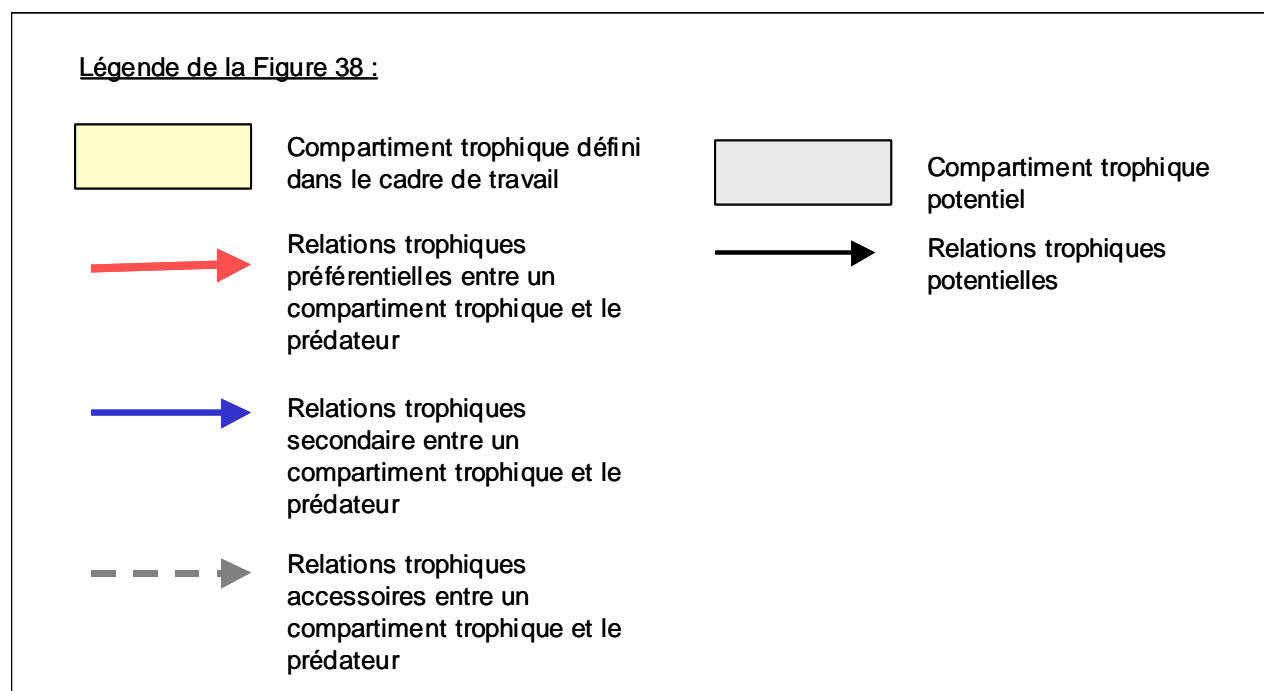 Légende de la Figure 38 :
Compartiment trophique défini
dans le cadre de travail
Relations trophiques
préférentielles entre un
compartiment trophique et le
prédateur
Relations trophiques
secondaire entre un
compartiment trophique et le
prédateur
Relations trophiques
accessoires entre un
compartiment trophique et le
prédateur
Compartiment trophique
potentiel
Relations trophiques
potentielles